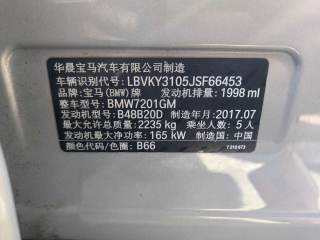 华晨宝马汽车有限公司制造
车辆识别代号: LBVKY3105JSF66453
品牌: 宝马(BMW)牌 发动机排量: 1998 ml
整车型号: BMW7201GM
发动机型号: B48B20D 制造年月: 2017.07
最大允许总质量: 2235 kg 乘坐人数: 5 人
发动机最大净功率: 165 kW 制造国: 中国
颜色代码/色圈: B66
7 319 673